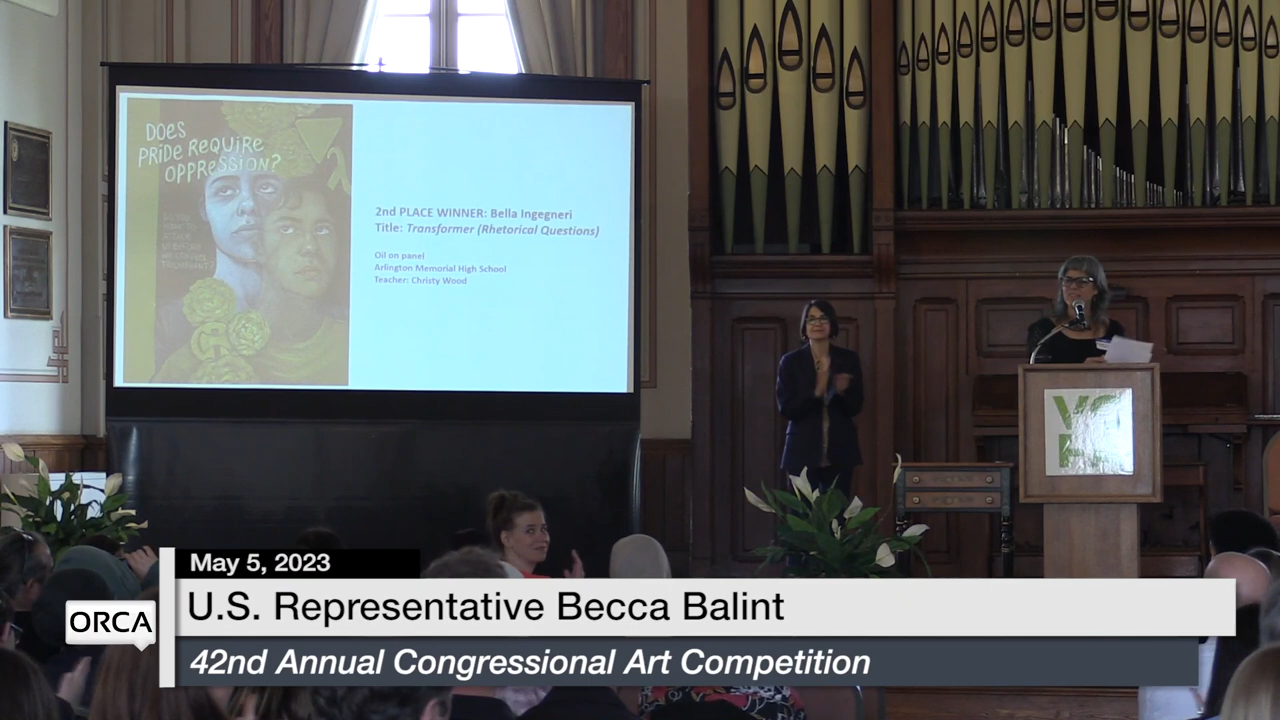 DOES
PRIDE REQUIRE
OPPRESSION?
2nd PLACE WINNER: Bella Ingegneri
Title: Transformer (Rhetorical Questions)
Oil on panel
Arlington Memorial High School
Teacher: Christy Wood
May 5, 2023
ORCA
U.S. Representative Becca Balint
42nd Annual Congressional Art Competition